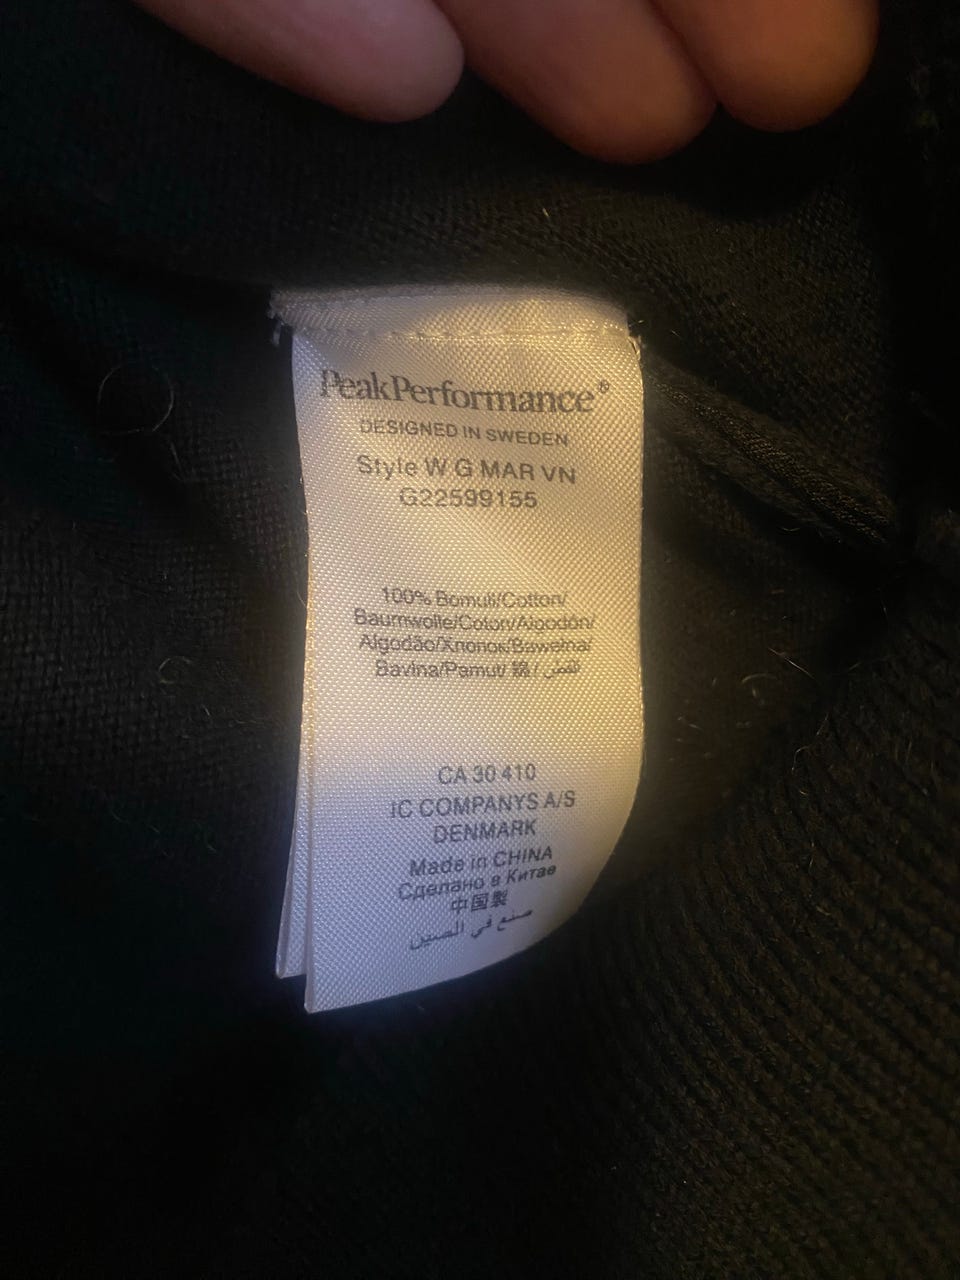 PeakPerformance®
DESIGNED IN SWEDEN
Style W G MAR VN
G22599155
100% Bomull/Cotton/
Baumwolle/Coton/Algodón/
Algodão/Хлопок/Bawełna/
Bavlna/Pamut/ 綿 / القطن
CA 30 410
IC COMPANYS A/S
DENMARK
Made in CHINA
Сделано в Китае
中国製
صنع في الصين